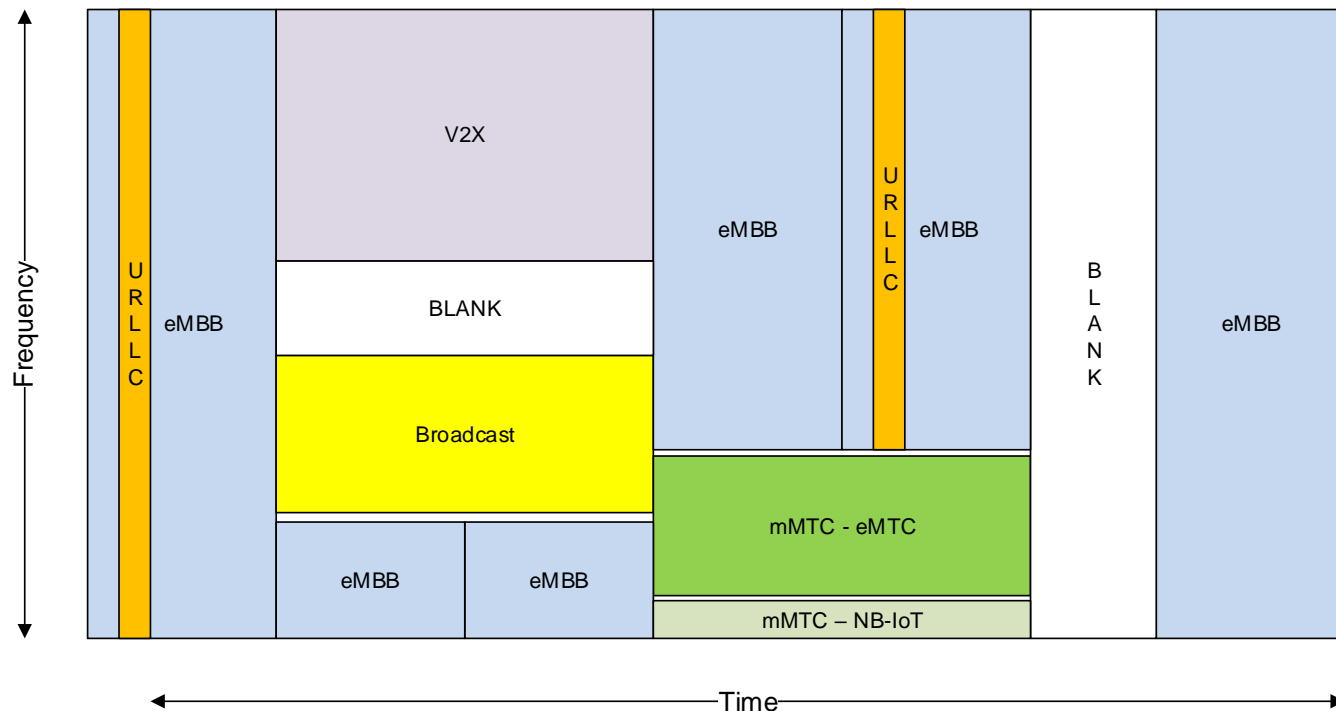 Frequency
URLLC
eMBB
V2X
BLANK
Broadcast
eMBB
eMBB
eMBB
URLLC
eMBB
mMTC - eMTC
mMTC – NB-IoT
BLANK
eMBB
Time